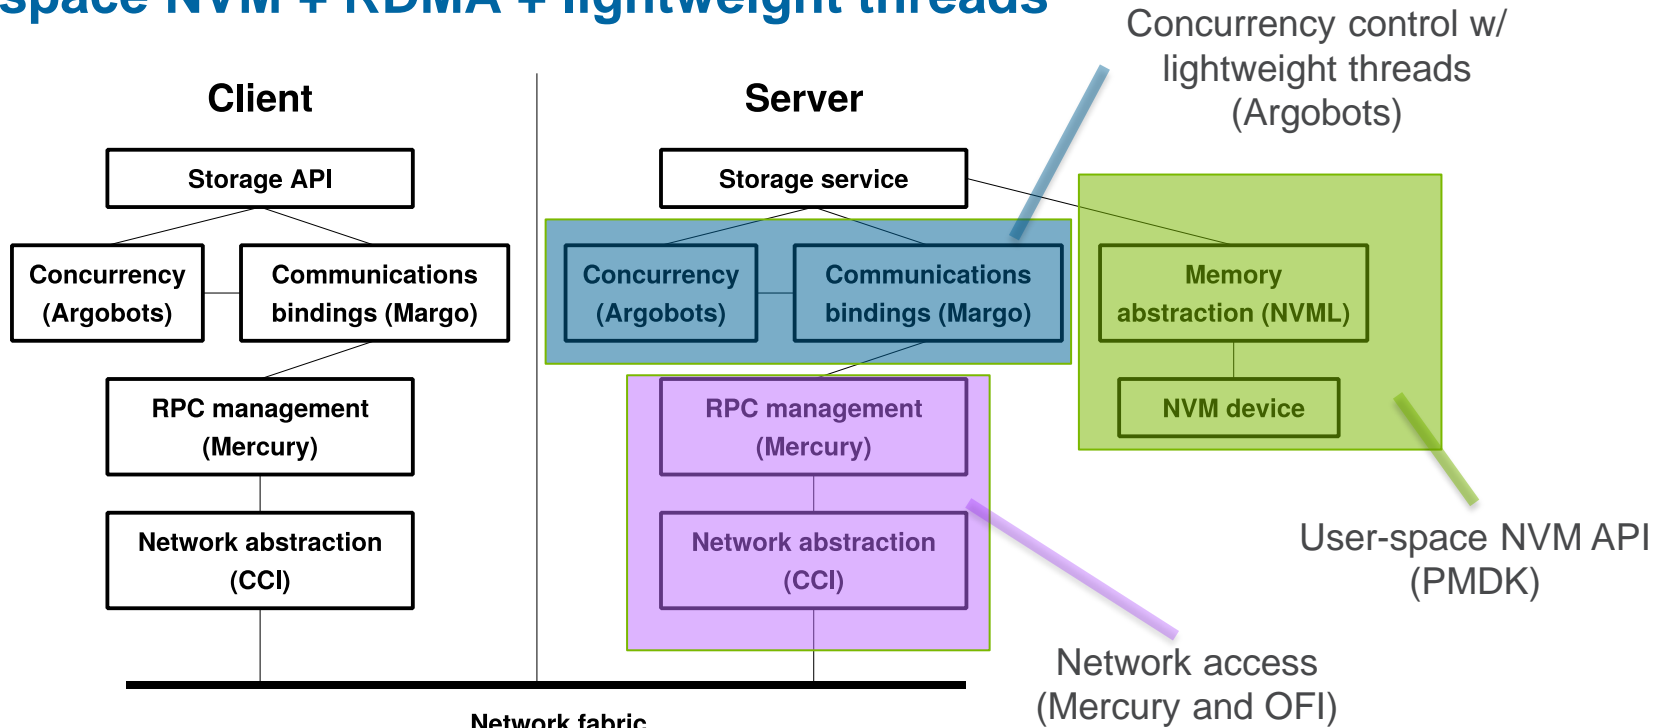 space NVM + RDMA + lightweight threads
Concurrency control w/
lightweight threads
(Argobots)
Client
Server
Storage API
Storage service
Concurrency
(Argobots)
Communications
bindings (Margo)
Concurrency
(Argobots)
Communications
bindings (Margo)
Memory
abstraction (NVML)
RPC management
(Mercury)
RPC management
(Mercury)
NVM device
Network abstraction
(CCI)
Network abstraction
(CCI)
User-space NVM API
(PMDK)
Network access
(Mercury and OFI)
Network fabric